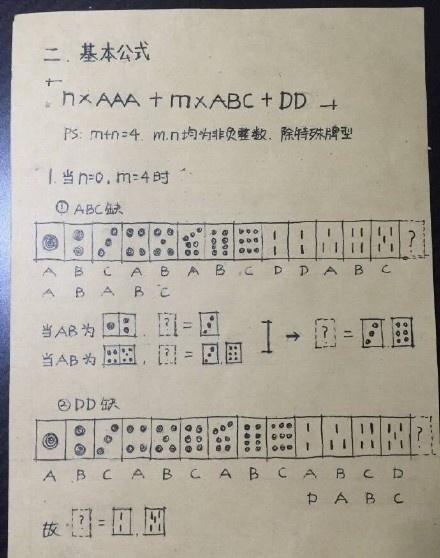 二. 基本公式
n×AAA + m×ABC + DD
PS: m+n=4. m.n均为非负整数. 除特殊牌型
1. 当n=0, m=4时
① ABC缺
?
A B C A B A B C D D A B C
A B A B C
当AB为 , ? =
当AB为 , ? = , → ? =
② DD缺
?
A B C A B C A B C A B C D
D A B C
故 ? = ,